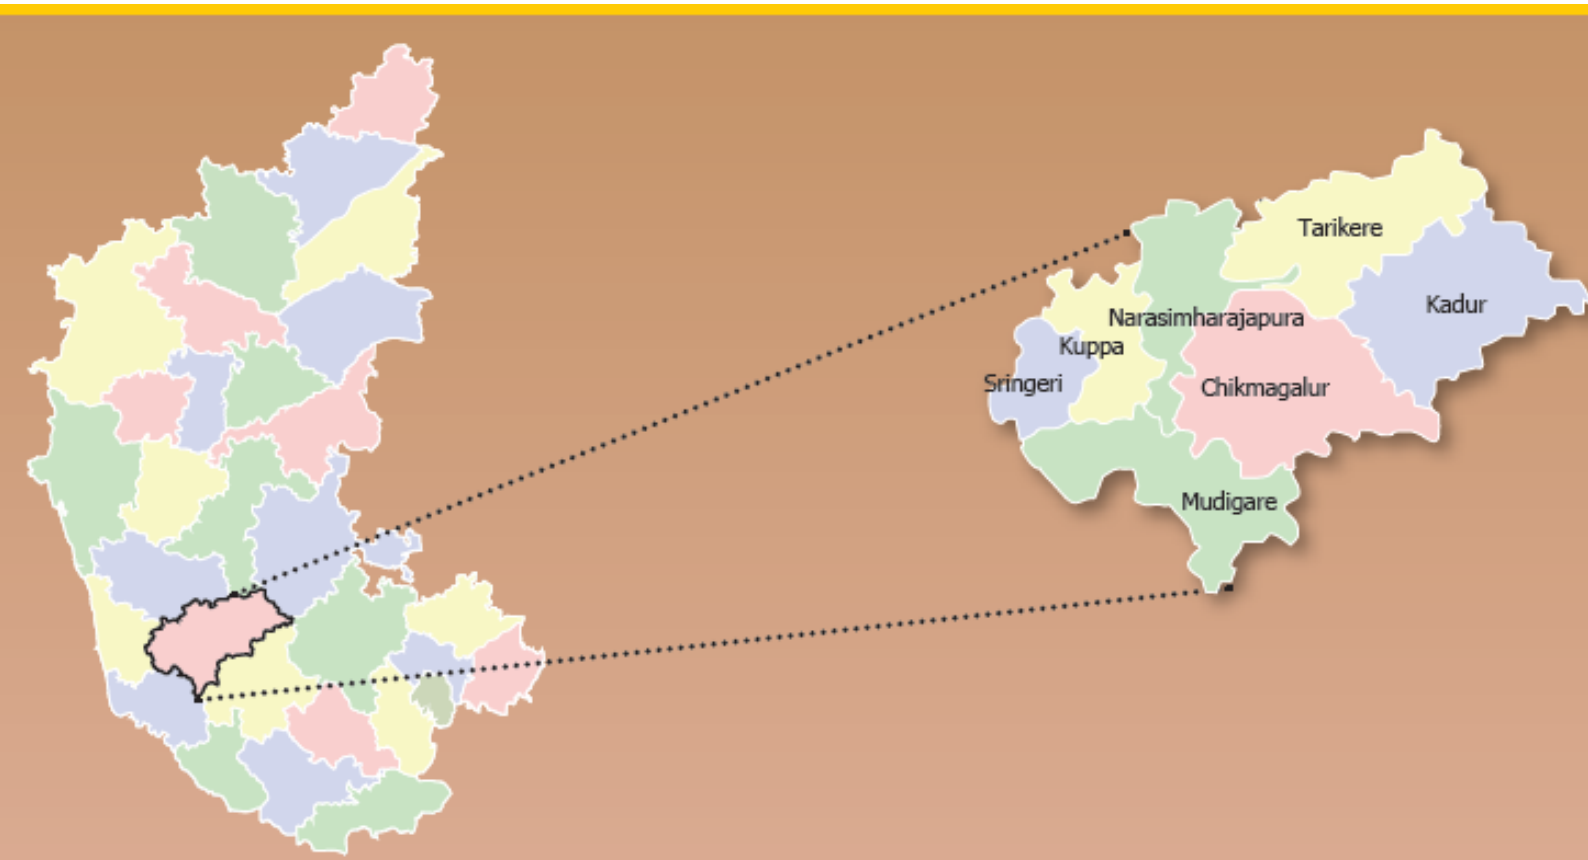 Tarikere
Kadur
Narasimharajapura
Kuppa
Sringeri
Chikmagalur
Mudigare